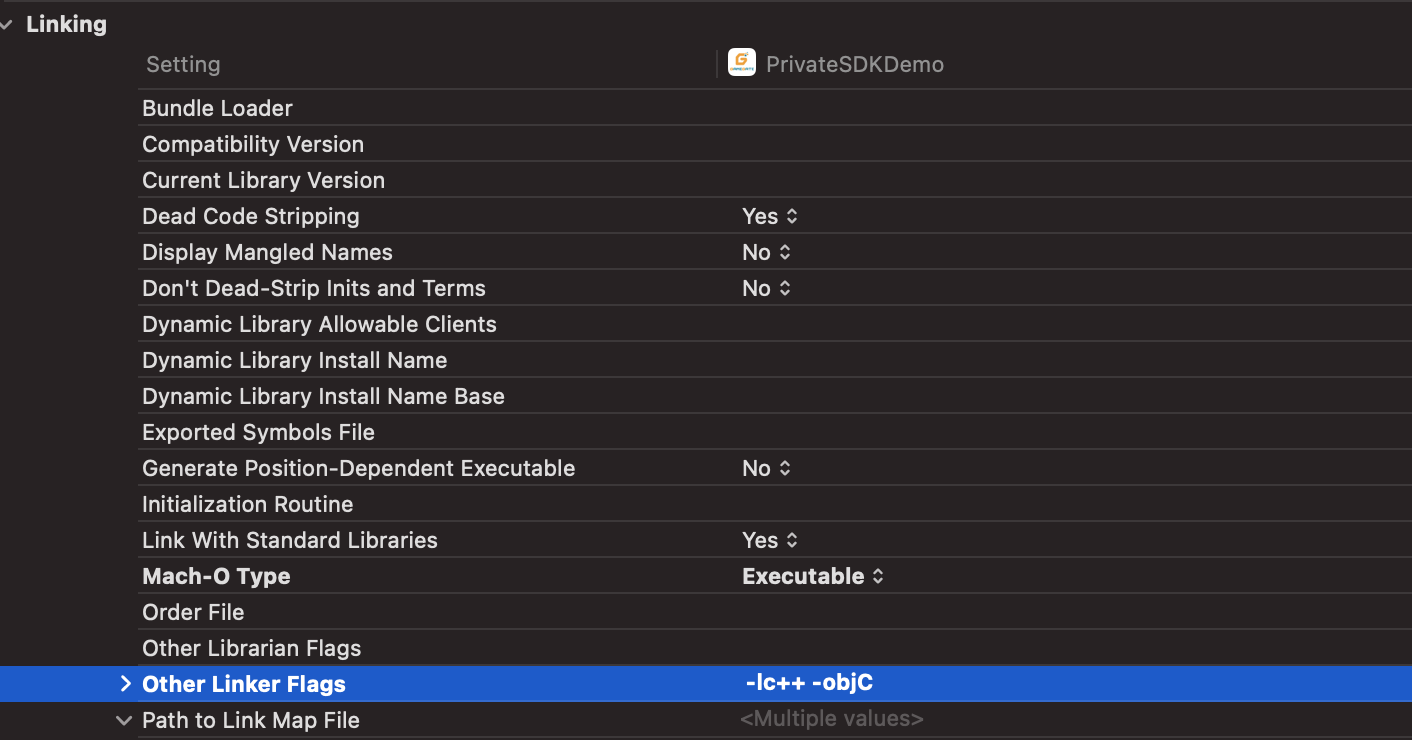 Linking
Setting PrivateSDKDemo
Bundle Loader
Compatibility Version
Current Library Version
Dead Code Stripping Yes
Display Mangled Names No
Don't Dead-Strip Inits and Terms No
Dynamic Library Allowable Clients
Dynamic Library Install Name
Dynamic Library Install Name Base
Exported Symbols File
Generate Position-Dependent Executable No
Initialization Routine
Link With Standard Libraries Yes
Mach-O Type Executable
Order File
Other Librarian Flags
Other Linker Flags -lc++ -objC
Path to Link Map File <Multiple values>